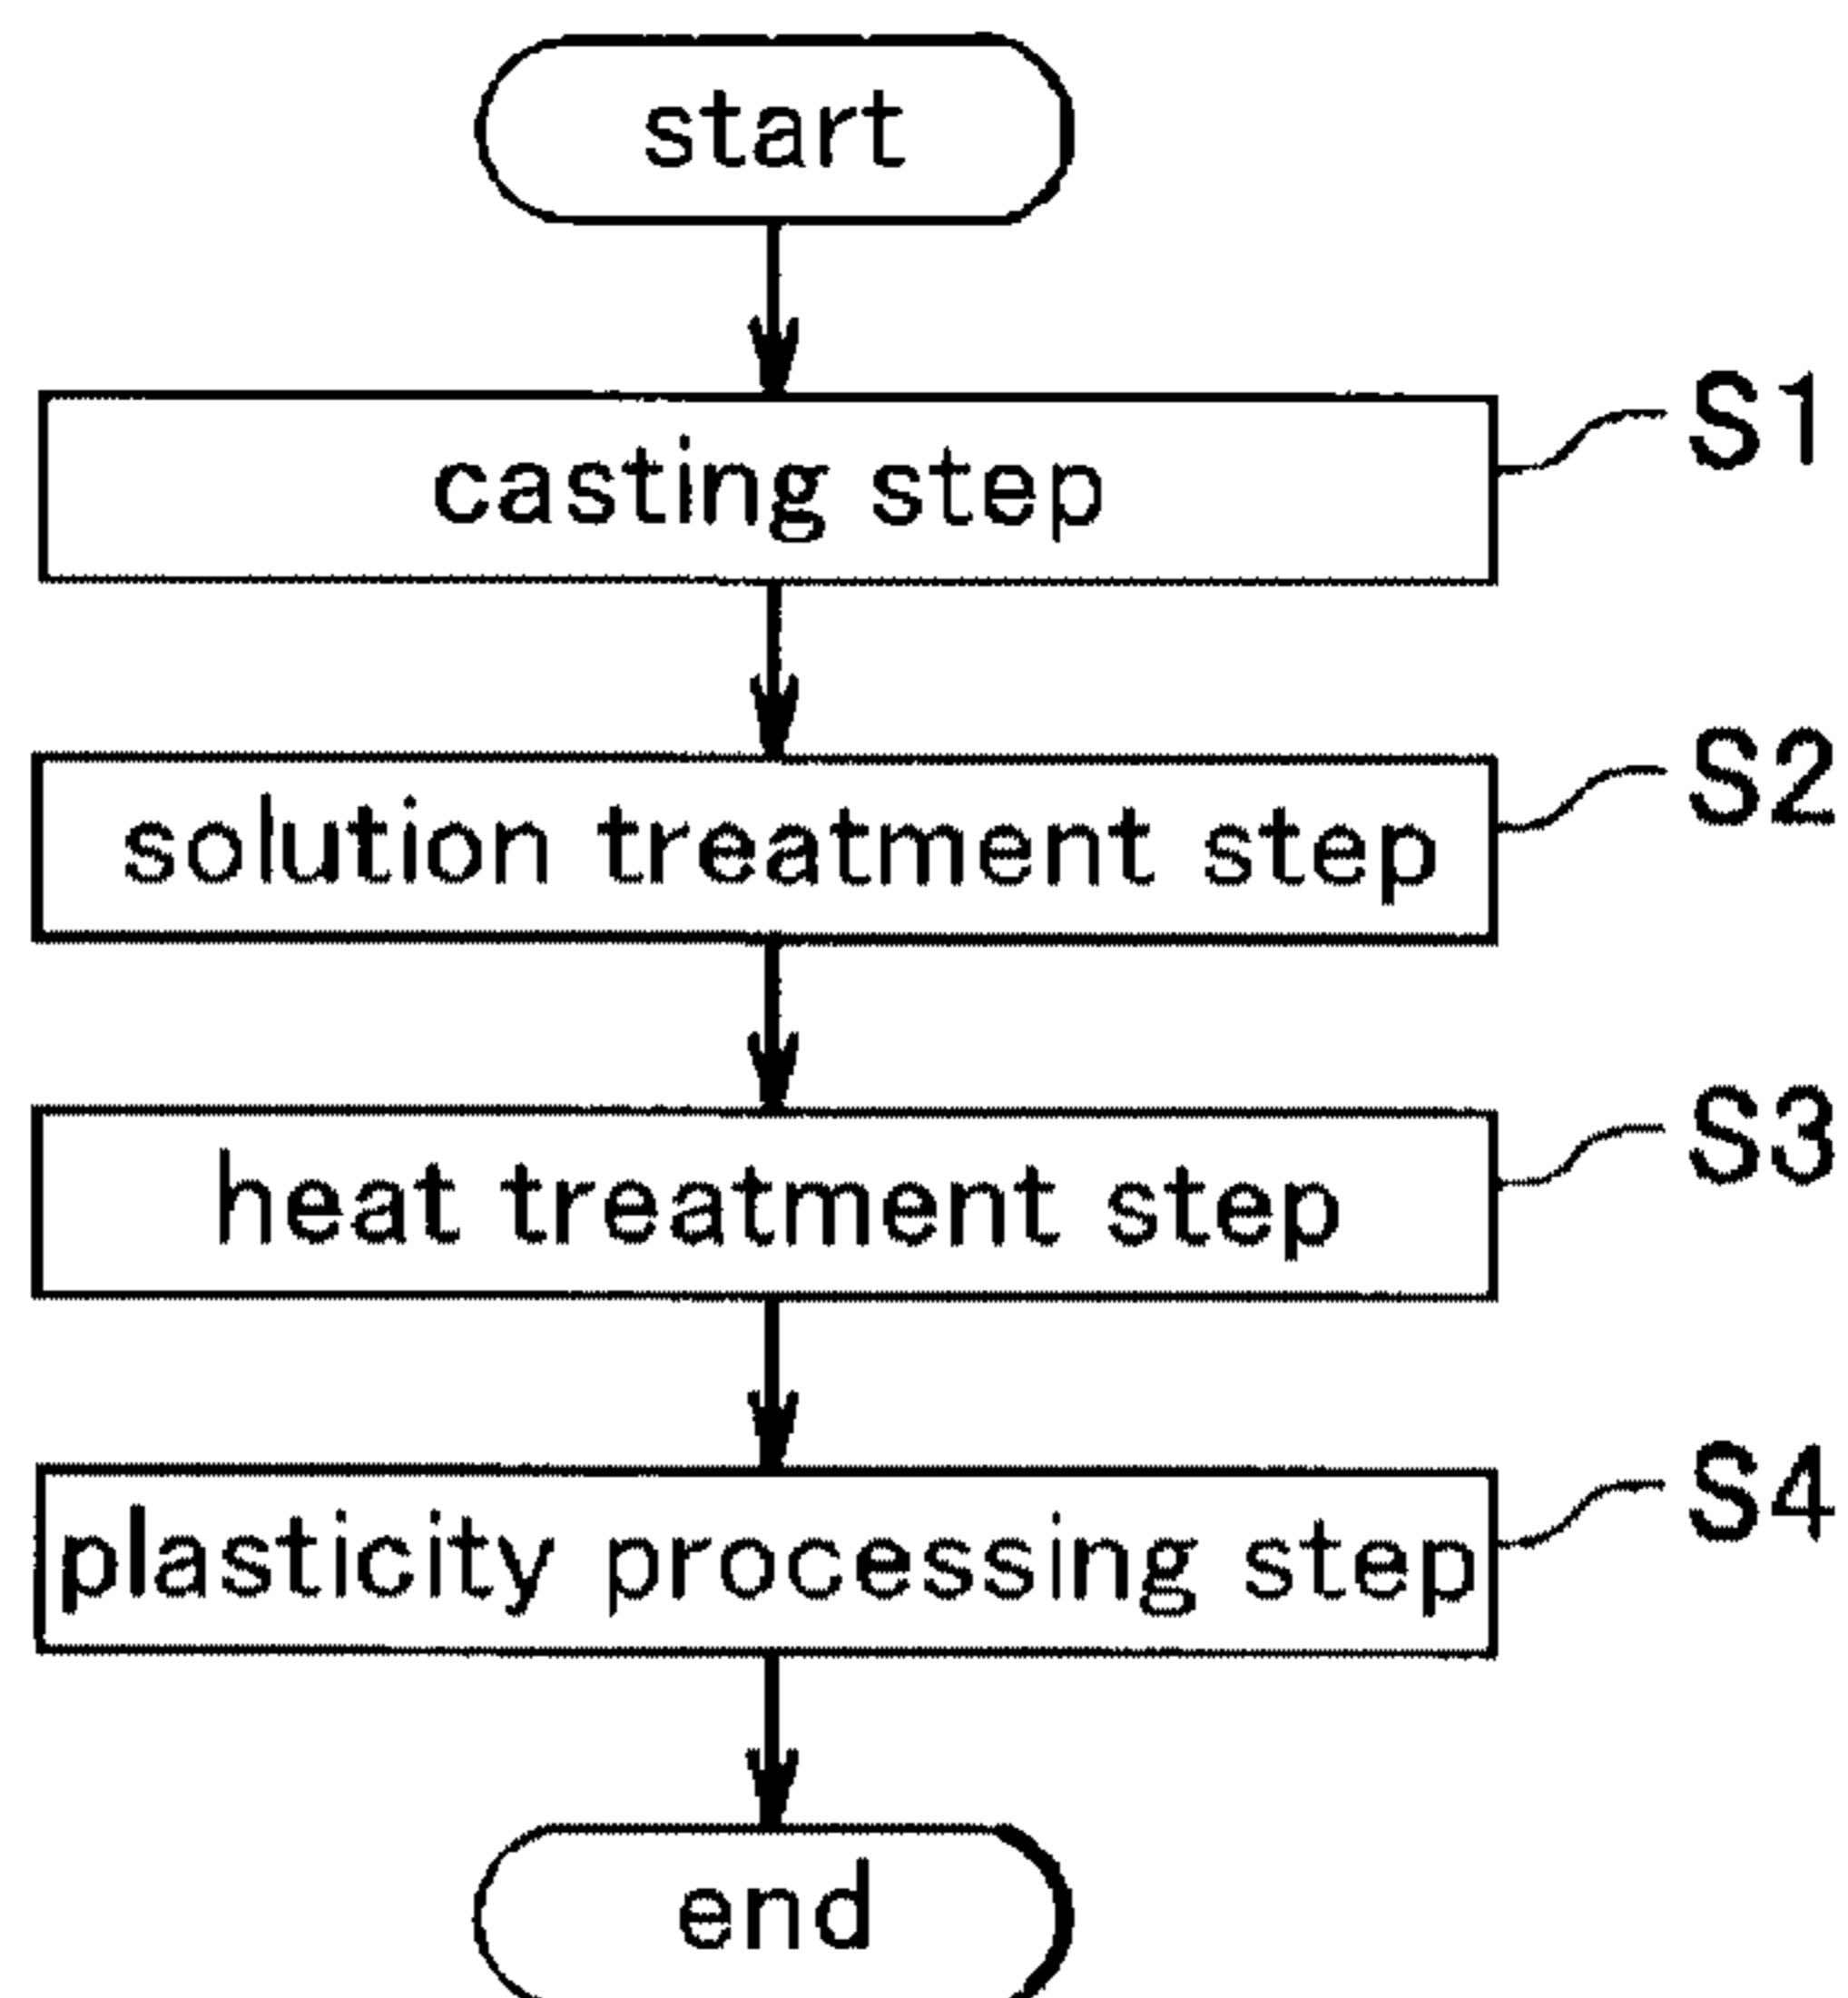 start
casting step S1
solution treatment step S2
heat treatment step S3
plasticity processing step S4
end